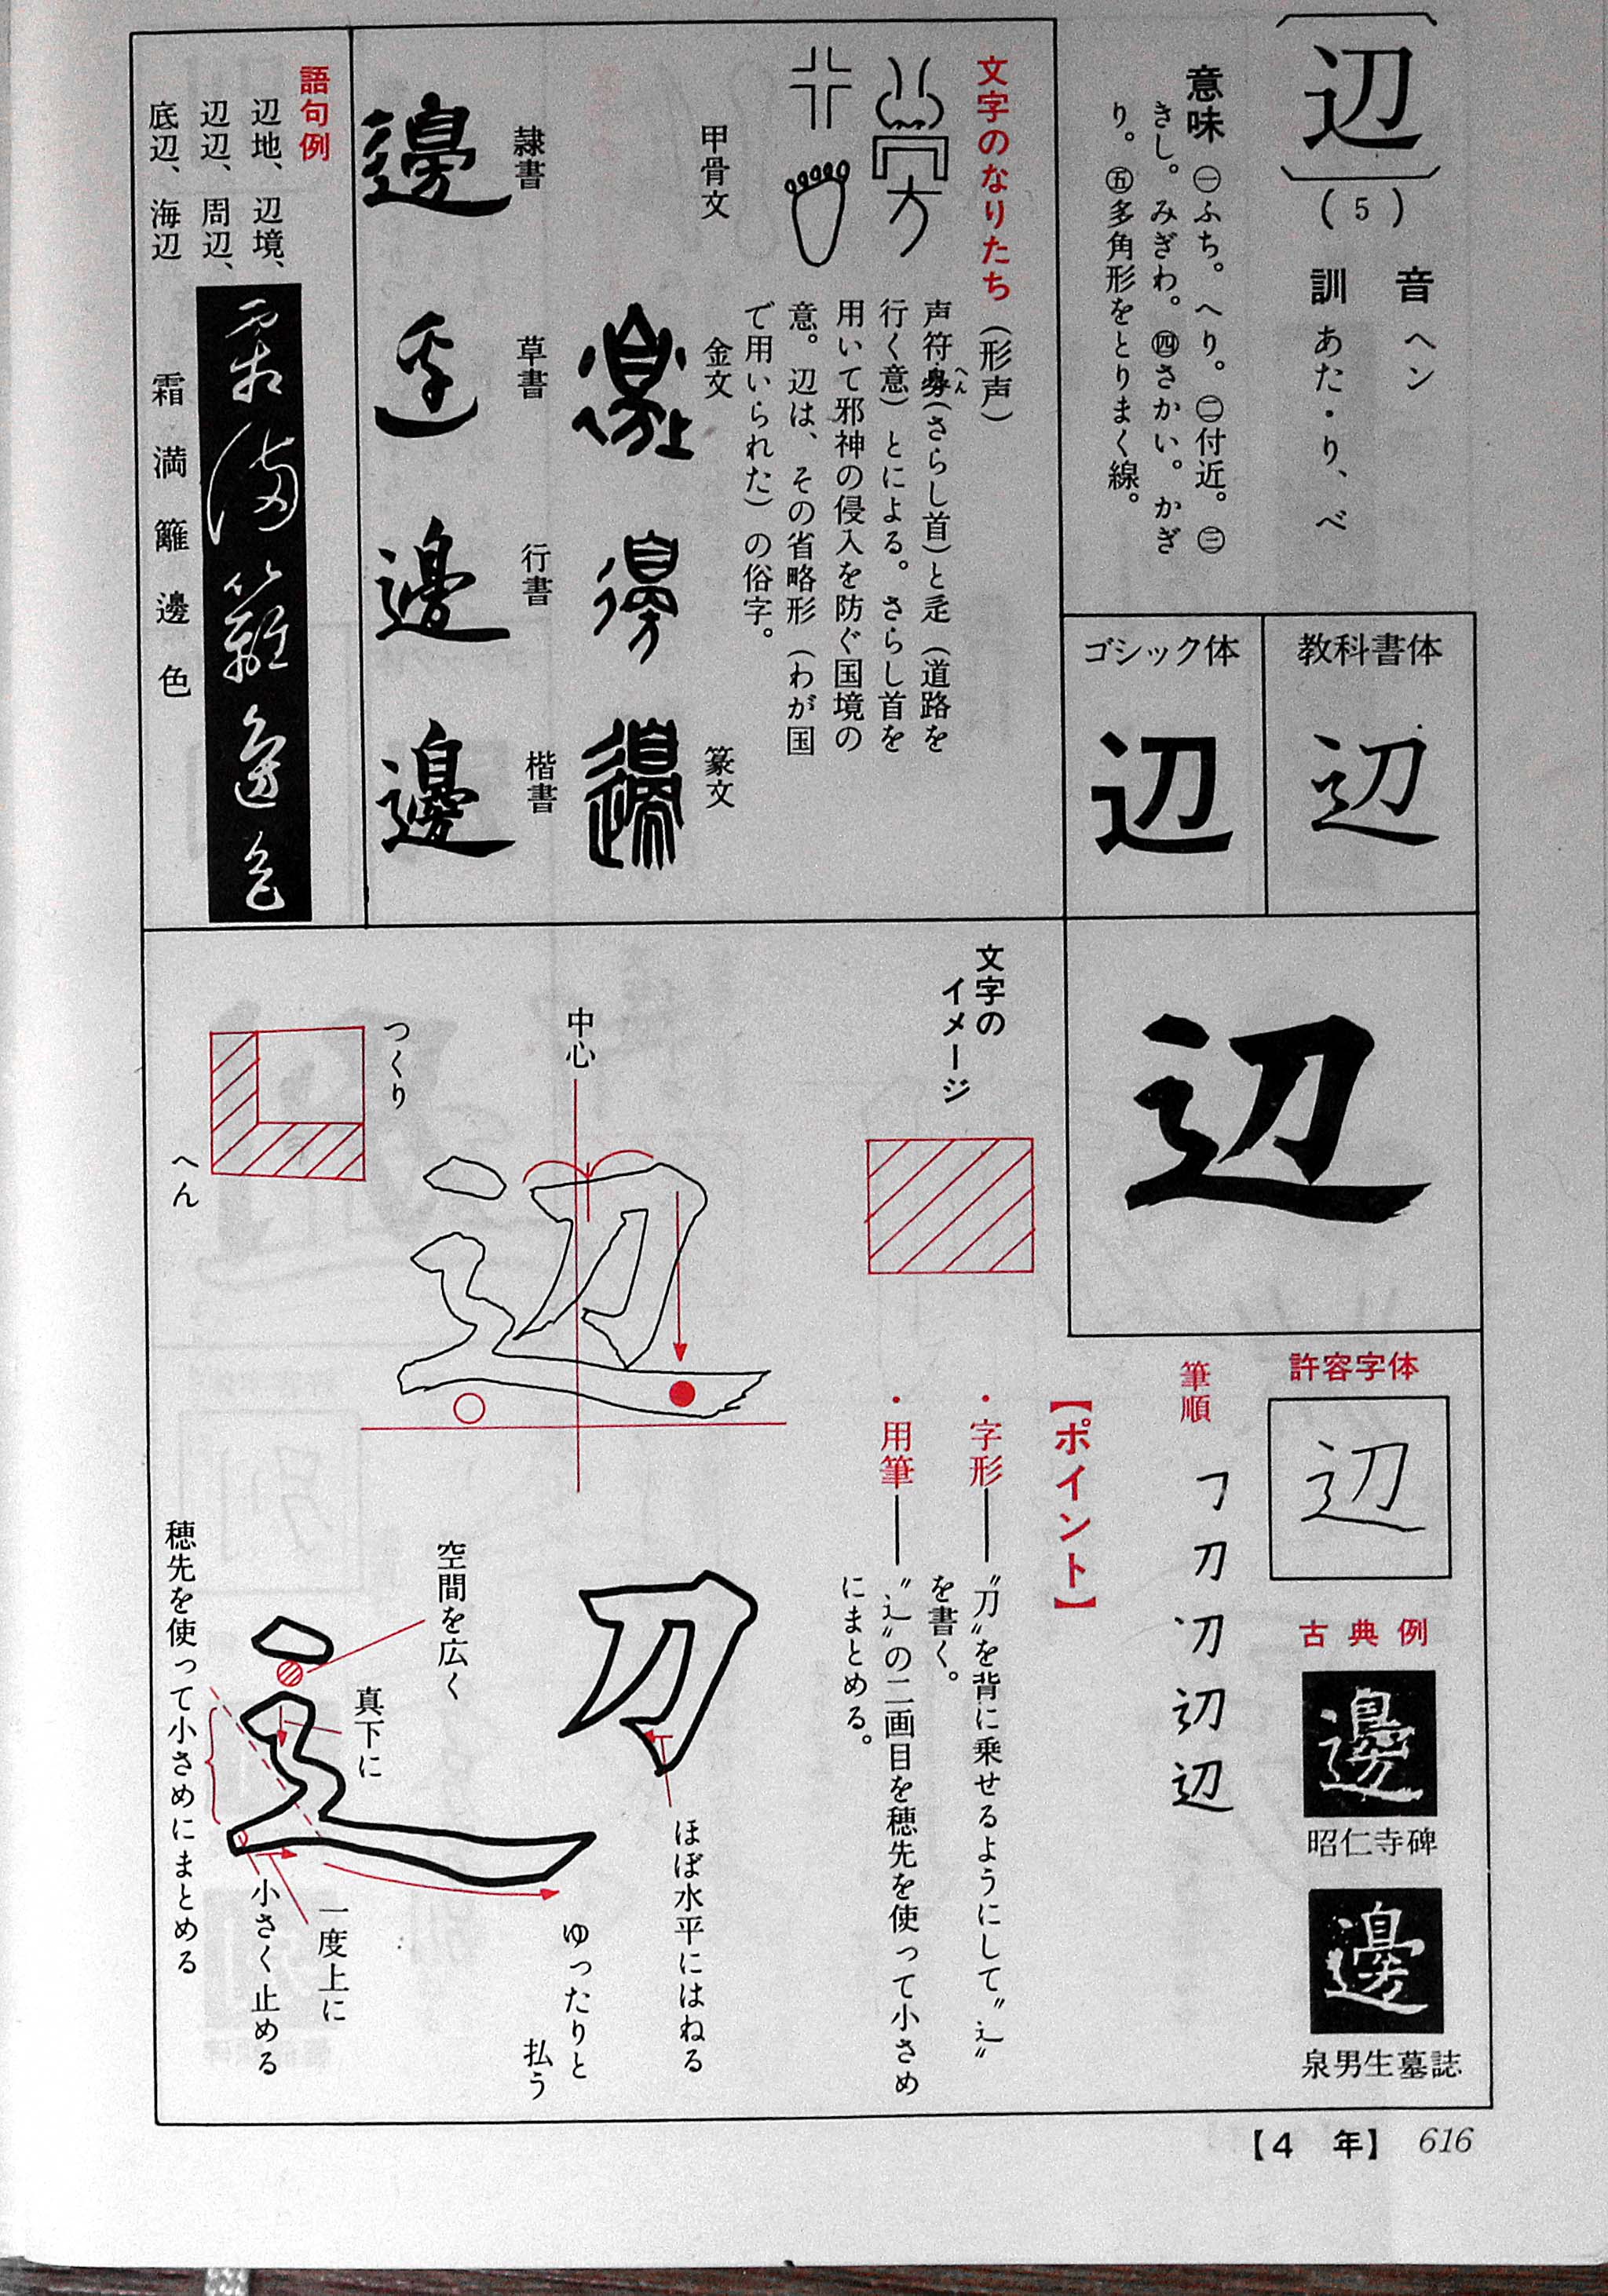 辺
(5)
音 ヘン
訓 あた・り、べ
意味 ㊀ふち。へり。㊁付近。㊂
きし。みぎわ。㊃さかい。かぎ
り。㊄多角形をとりまく線。
教科書体
辺
ゴシック体
辺
辺
文字のなりたち(形声)
声符臱(さらし首)と辵(道路を
へん
行く意)とによる。さらし首を
用いて邪神の侵入を防ぐ国境の
意。辺は、その省略形(わが国
で用いられた)の俗字。
甲骨文
金文
篆文
隷書
邊
草書
行書
邊
楷書
邊
語句例
辺地、辺境、
辺辺、周辺、
底辺、海辺
霜満籬邊色
霜満籬邊色
許容字体
辺
古典例
邊
昭仁寺碑
邊
泉男生墓誌
筆順
㇆ 刀 辺
【ポイント】
・字形――〝刀〟を背に乗せるようにして〝辶〟
を書く。
・用筆――〝辶〟の二画目を穂先を使って小さめ
にまとめる。
文字の
イメージ
中心
辺
つくり
へん
刀
ほぼ水平にはねる
ゆったりと
払う
空間を広く
真下に
一度上に
小さく止める
穂先を使って小さめにまとめる
【4 年】 616